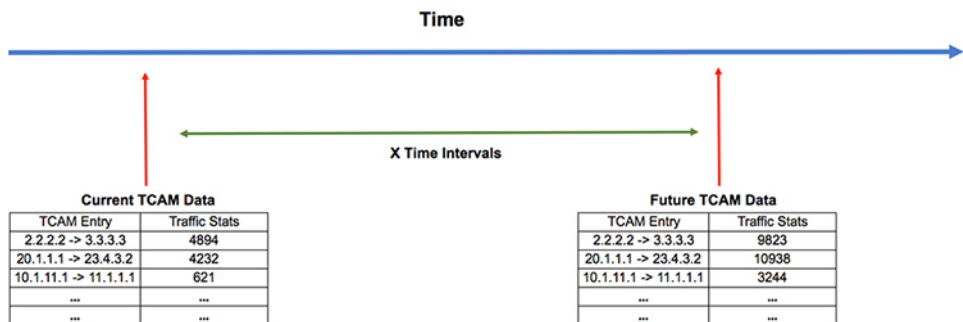 Time
X Time Intervals
Current TCAM Data
TCAM Entry Traffic Stats
2.2.2.2 -> 3.3.3.3 4894
20.1.1.1 -> 23.4.3.2 4232
10.1.11.1 -> 11.1.1.1 621
... ...
... ...
Future TCAM Data
TCAM Entry Traffic Stats
2.2.2.2 -> 3.3.3.3 9823
20.1.1.1 -> 23.4.3.2 10938
10.1.11.1 -> 11.1.1.1 3244
... ...
... ...